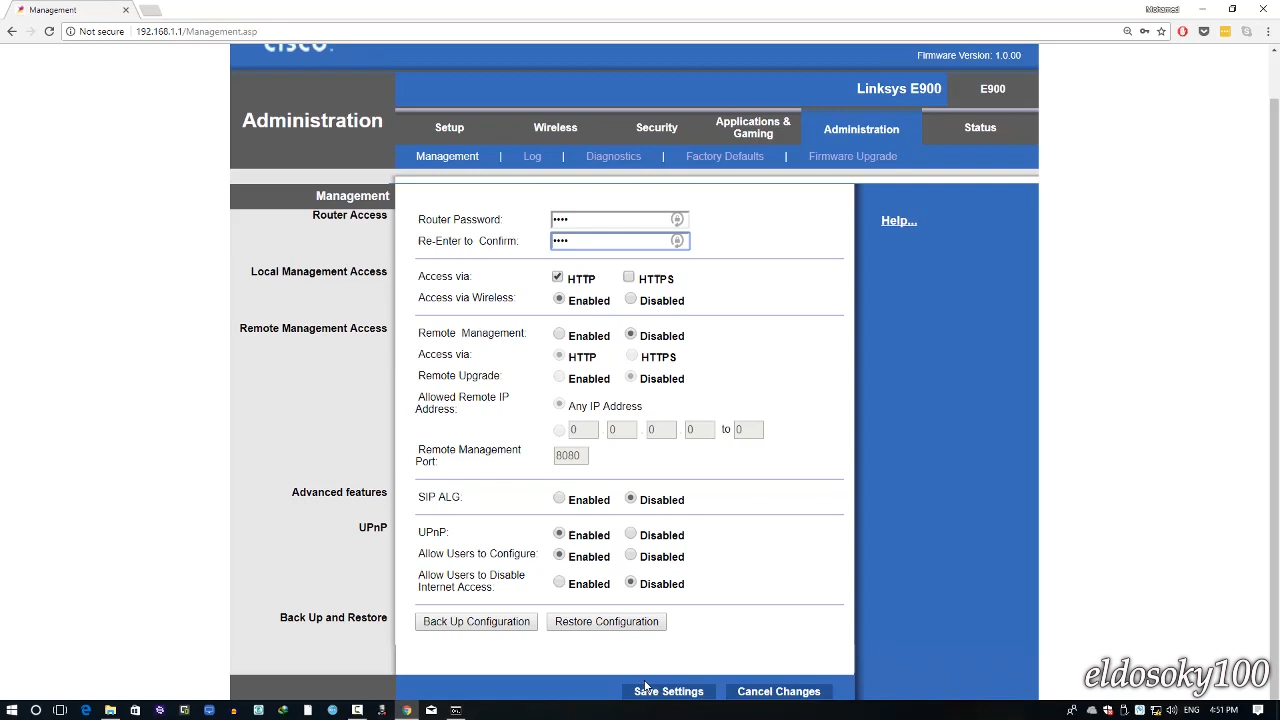 Management
Mohamed
Not secure
192.168.1.1/Management.asp
cisco.
Firmware Version: 1.0.00
Linksys E900
E900
Administration
Setup
Wireless
Security
Applications &
Gaming
Administration
Status
Management | Log | Diagnostics | Factory Defaults | Firmware Upgrade
Management
Router Access
Router Password: ••••
Re-Enter to Confirm: ••••
Help...
Local Management Access
Access via: HTTP HTTPS
Access via Wireless: Enabled Disabled
Remote Management Access
Remote Management: Enabled Disabled
Access via: HTTP HTTPS
Remote Upgrade: Enabled Disabled
Allowed Remote IP
Address:
Any IP Address
0 . 0 . 0 . 0 to 0
Remote Management
Port:
8080
Advanced features
SIP ALG: Enabled Disabled
UPnP
UPnP: Enabled Disabled
Allow Users to Configure: Enabled Disabled
Allow Users to Disable
Internet Access:
Enabled Disabled
Back Up and Restore
Back Up Configuration
Restore Configuration
Save Settings
Cancel Changes
eldosoky100
ENG
4:51 PM